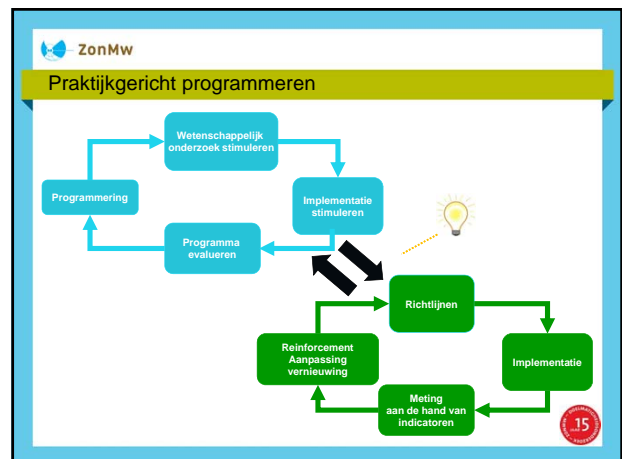 ZonMw
Praktijkgericht programmeren
Wetenschappelijk
onderzoek stimuleren
Programmering
Implementatie
stimuleren
Programma
evalueren
Richtlijnen
Reinforcement
Aanpassing
vernieuwing
Implementatie
Meting
aan de hand van
indicatoren
15